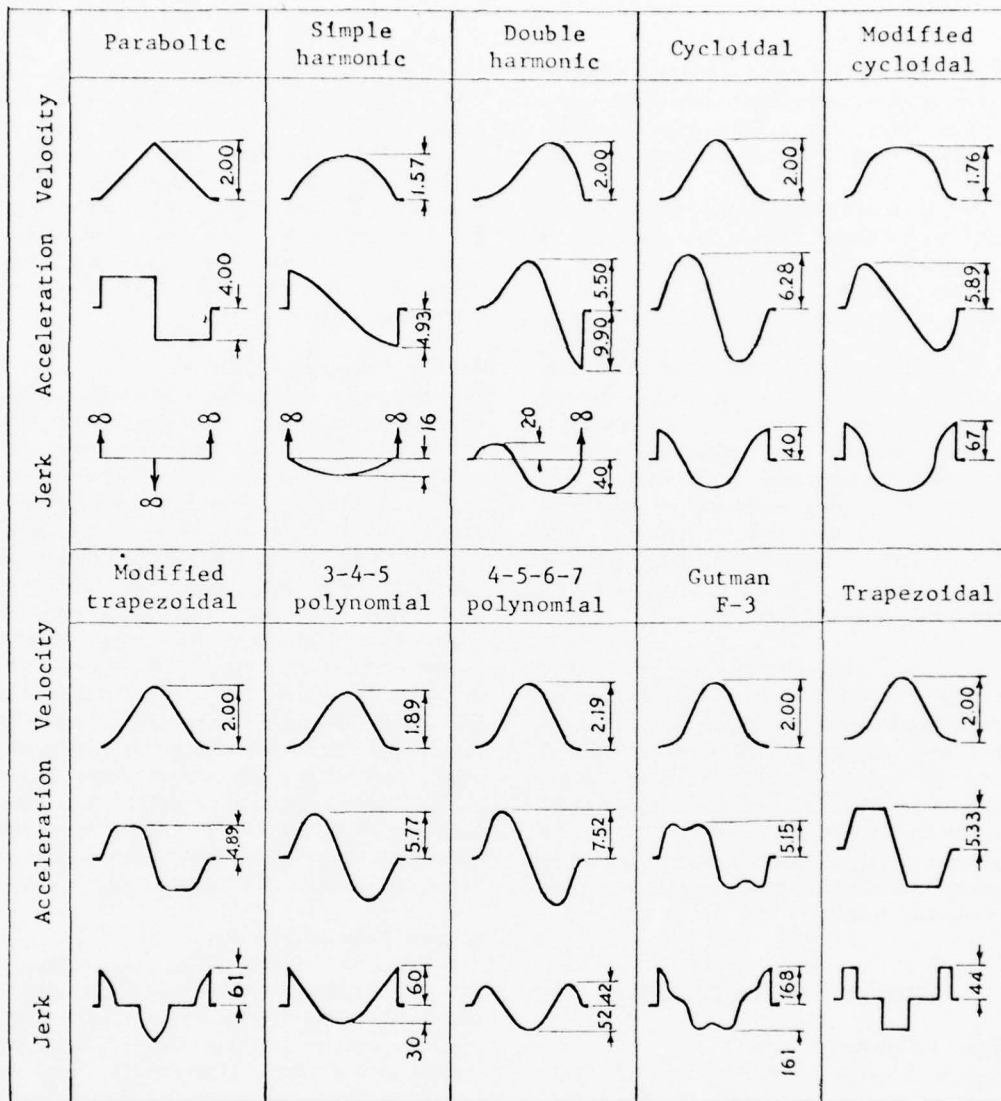 Parabolic
Simple
harmonic
Double
harmonic
Cycloidal
Modified
cycloidal
Velocity
2.00
1.57
2.00
2.00
1.76
Acceleration
4.00
4.93
5.50
9.90
6.28
5.89
Jerk
∞
∞
∞
∞
∞
16
20
∞
40
40
67
Modified
trapezoidal
3-4-5
polynomial
4-5-6-7
polynomial
Gutman
F-3
Trapezoidal
Velocity
2.00
1.89
2.19
2.00
2.00
Acceleration
4.89
5.77
7.52
5.15
5.33
Jerk
61
60
30
42
52
168
161
44